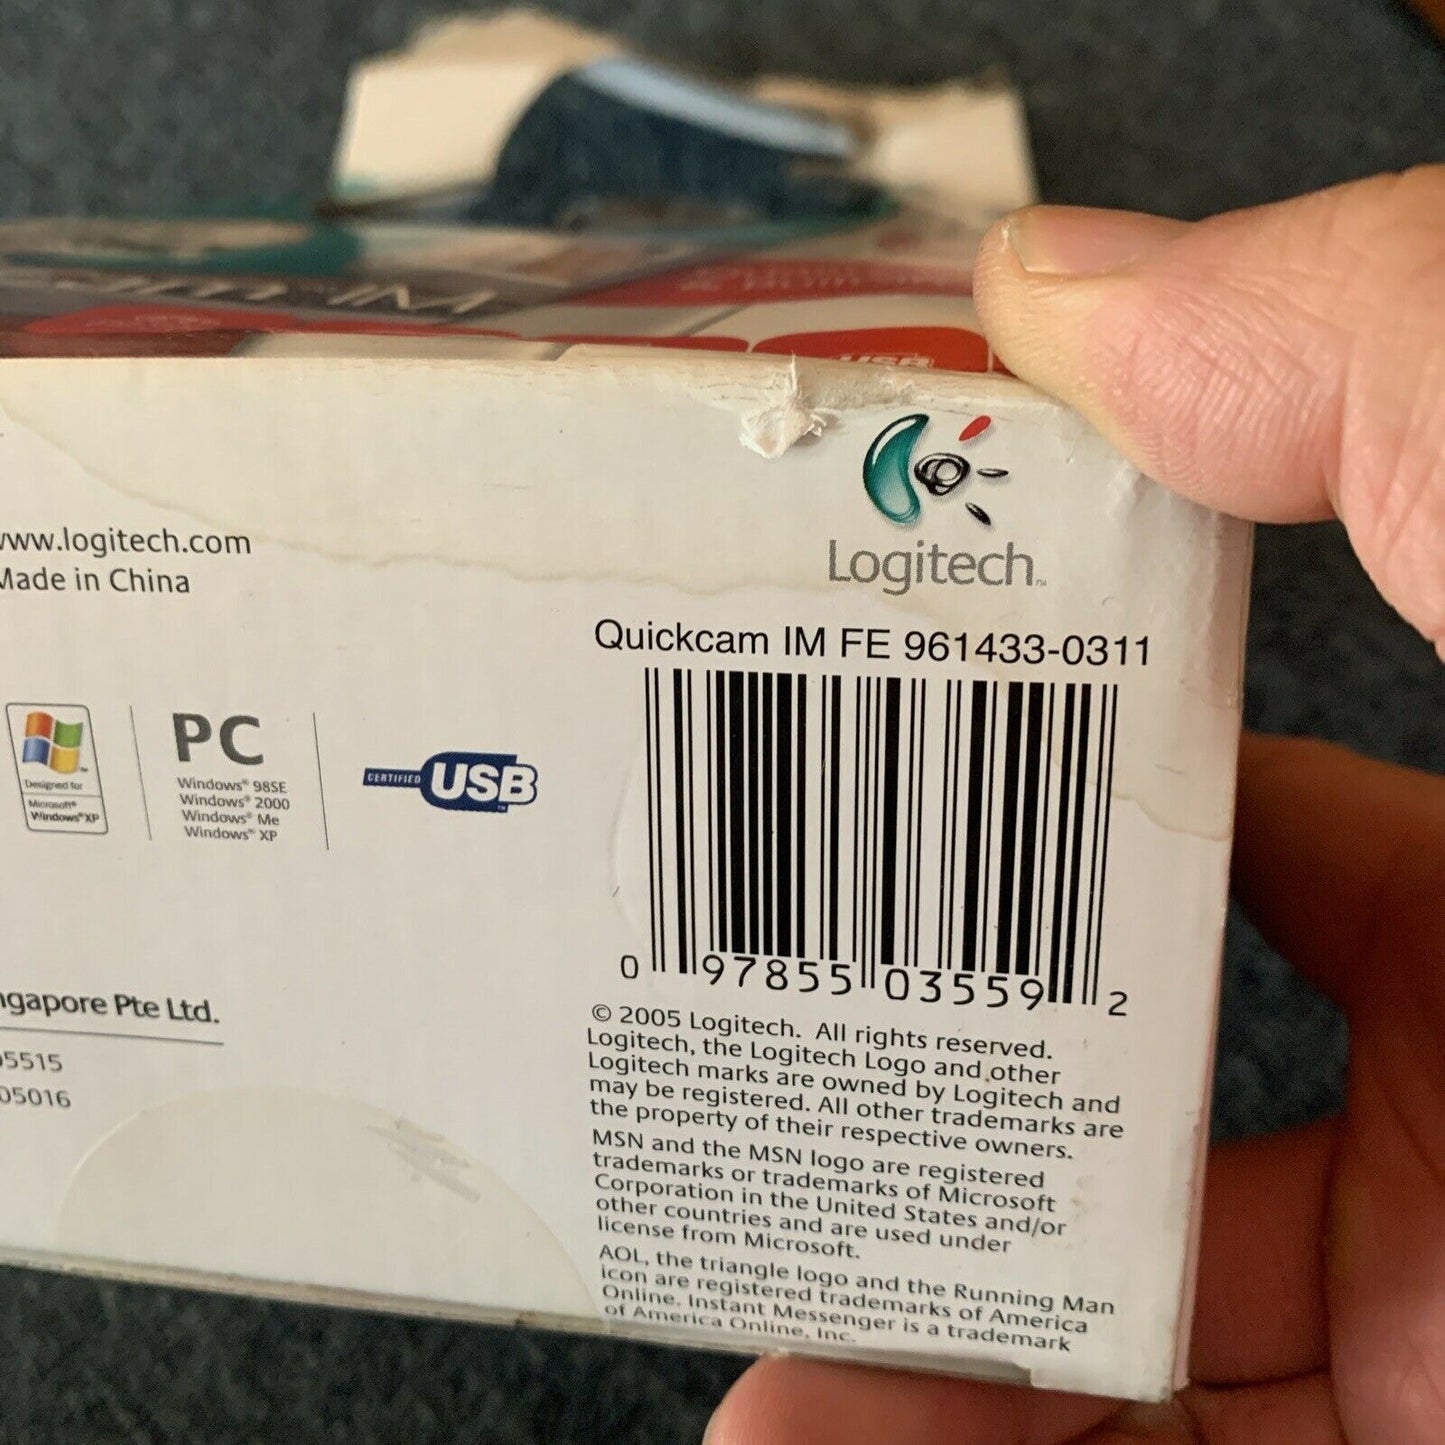 IM
USB
Logitech
www.logitech.com
Made in China
Quickcam IM FE 961433-0311
Designed for
Microsoft®
Windows®XP
PC
Windows® 98SE
Windows® 2000
Windows® Me
Windows® XP
CERTIFIED USB
0 97855 03559 2
Pte Ltd.
5515
05016
© 2005 Logitech. All rights reserved.
Logitech, the Logitech Logo and other
Logitech marks are owned by Logitech and
may be registered. All other trademarks are
the property of their respective owners.
MSN and the MSN logo are registered
trademarks or trademarks of Microsoft
Corporation in the United States and/or
other countries and are used under
license from Microsoft.
AOL, the triangle logo and the Running Man
icon are registered trademarks of America
Online. Instant Messenger is a trademark
of America Online, Inc.